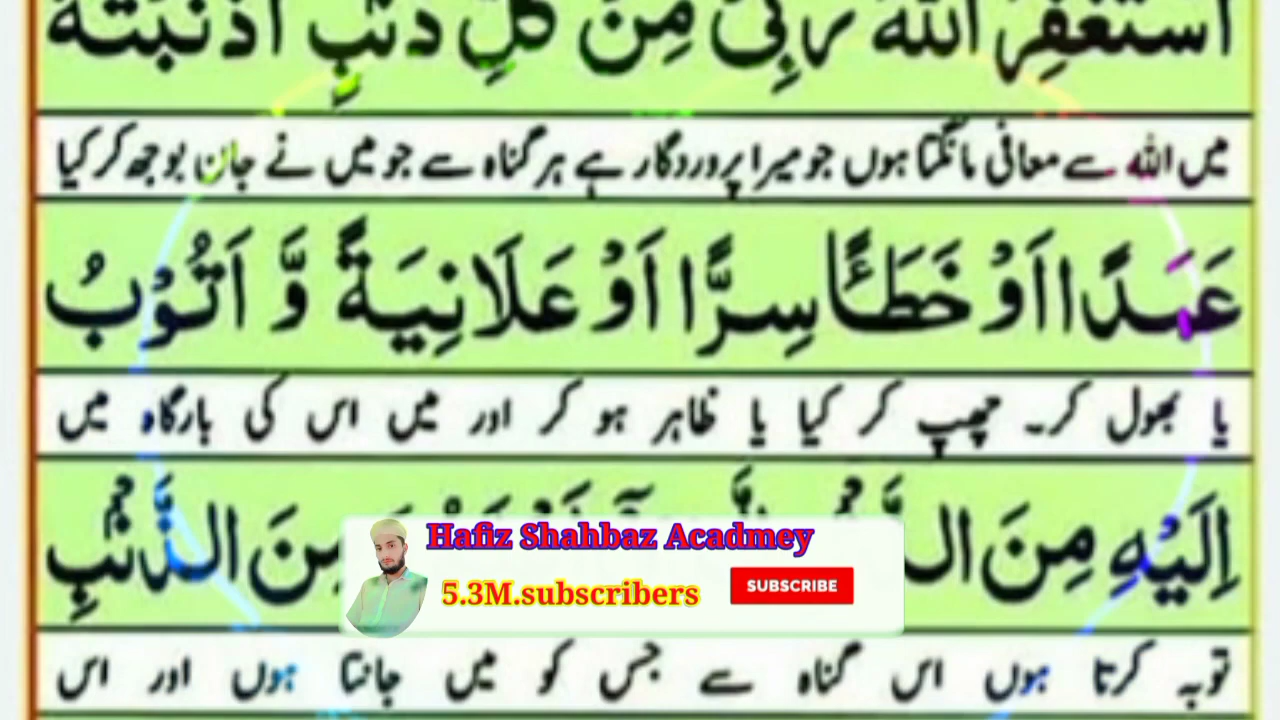 اَسْتَغْفِرُ اللّٰهَ رَبِّیْ مِنْ كُلِّ ذَنْۢبٍ اَذْنَبْتُهٗ
میں اللہ سے معافی مانگتا ہوں جو میرا پروردگار ہے ہر گناہ سے جو میں نے جان بوجھ کر کیا
عَمَدًا اَوْ خَطَـًٔا سِرًّا اَوْ عَلَانِیَةً وَّ اَتُوْبُ
یا بھول کر۔ چھپ کر کیا یا ظاہر ہو کر اور میں اس کی بارگاہ میں
اِلَیْهِ مِنَ مِنَ الذَّنْۢبِ
Hafiz Shahbaz Acadmey
5.3M.subscribers
SUBSCRIBE
توبہ کرتا ہوں اس گناہ سے جس کو میں جانتا ہوں اور اس